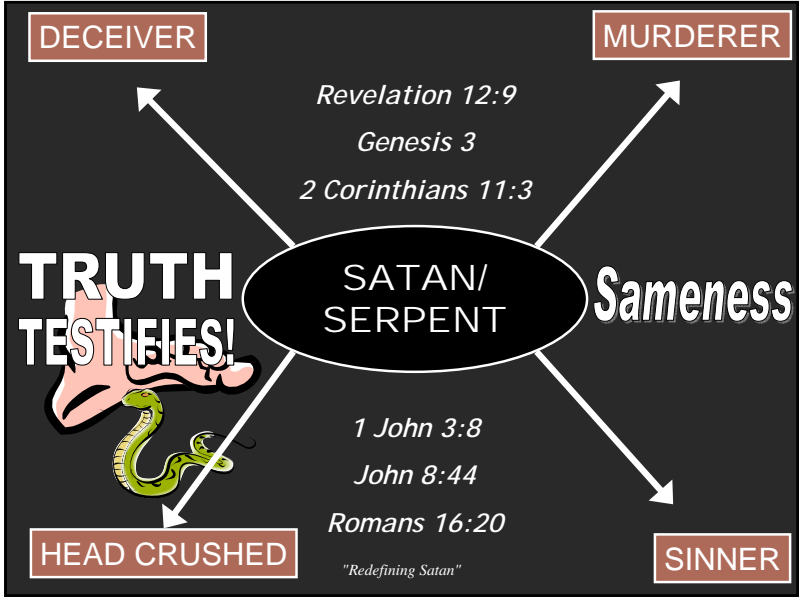 DECEIVER
MURDERER
Revelation 12:9
Genesis 3
2 Corinthians 11:3
TRUTH
TESTIFIES!
SATAN/
SERPENT
Sameness
1 John 3:8
John 8:44
Romans 16:20
HEAD CRUSHED
SINNER
"Redefining Satan"